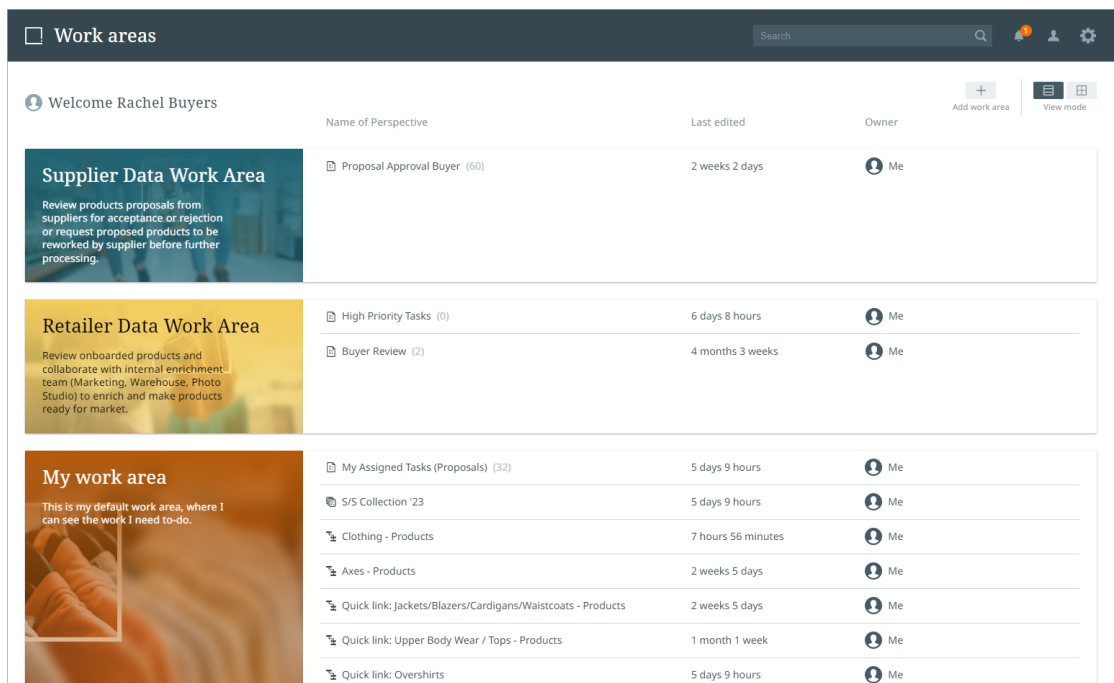 Work areas
Search
1
Welcome Rachel Buyers
Add work area
View mode
Name of Perspective
Last edited
Owner
Supplier Data Work Area
Review products proposals from
suppliers for acceptance or rejection
or request proposed products to be
reworked by supplier before further
processing.
Proposal Approval Buyer (60)
2 weeks 2 days
Me
Retailer Data Work Area
Review onboarded products and
collaborate with internal enrichment
team (Marketing, Warehouse, Photo
Studio) to enrich and make products
ready for market.
High Priority Tasks (0)
6 days 8 hours
Me
Buyer Review (2)
4 months 3 weeks
Me
My work area
This is my default work area, where I
can see the work I need to-do.
My Assigned Tasks (Proposals) (32)
5 days 9 hours
Me
S/S Collection '23
5 days 9 hours
Me
Clothing - Products
7 hours 56 minutes
Me
Axes - Products
2 weeks 5 days
Me
Quick link: Jackets/Blazers/Cardigans/Waistcoats - Products
2 weeks 5 days
Me
Quick link: Upper Body Wear / Tops - Products
1 month 1 week
Me
Quick link: Overshirts
5 days 9 hours
Me